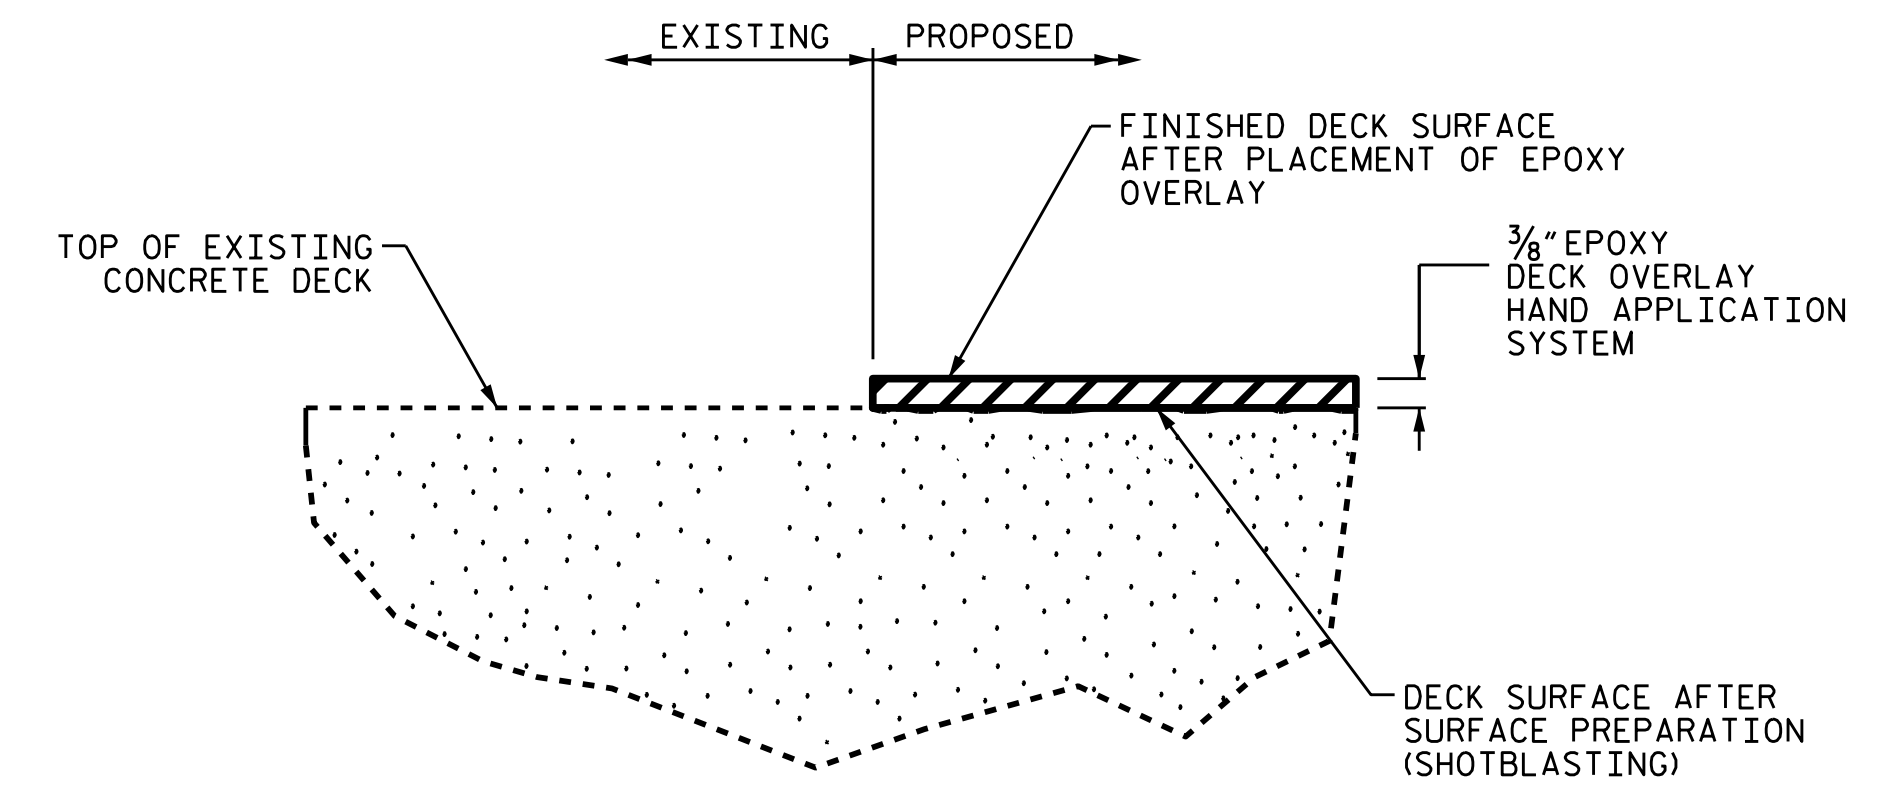 EXISTING
PROPOSED
FINISHED DECK SURFACE
AFTER PLACEMENT OF EPOXY
OVERLAY
TOP OF EXISTING
CONCRETE DECK
⅜" EPOXY
DECK OVERLAY
HAND APPLICATION
SYSTEM
DECK SURFACE AFTER
SURFACE PREPARATION
(SHOTBLASTING)